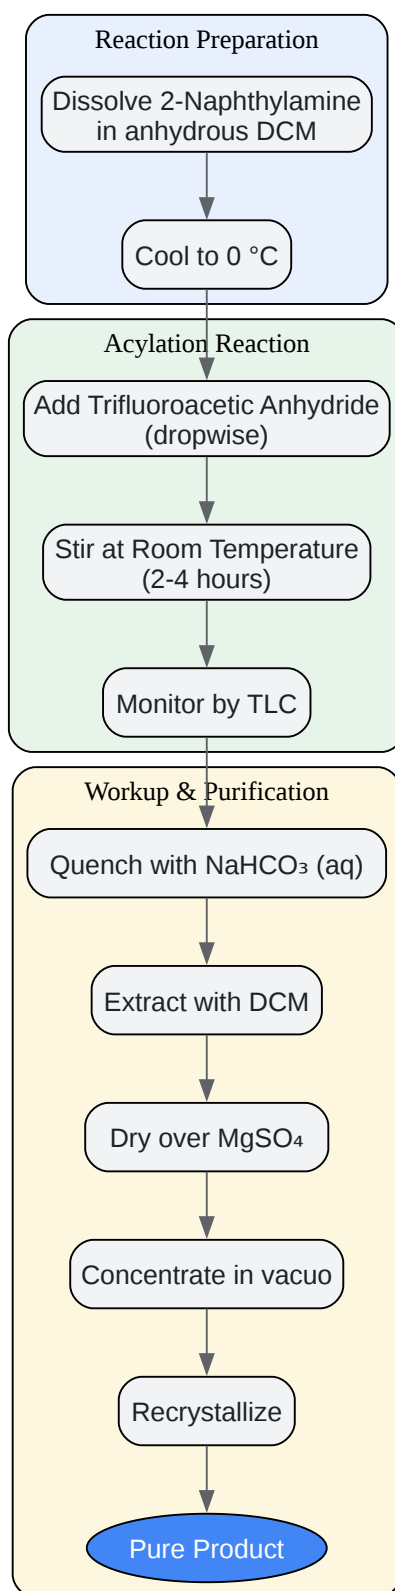 Reaction Preparation
Dissolve 2-Naphthylamine
in anhydrous DCM
Cool to 0 °C
Acylation Reaction
Add Trifluoroacetic Anhydride
(dropwise)
Stir at Room Temperature
(2-4 hours)
Monitor by TLC
Workup & Purification
Quench with NaHCO₃ (aq)
Extract with DCM
Dry over MgSO₄
Concentrate in vacuo
Recrystallize
Pure Product